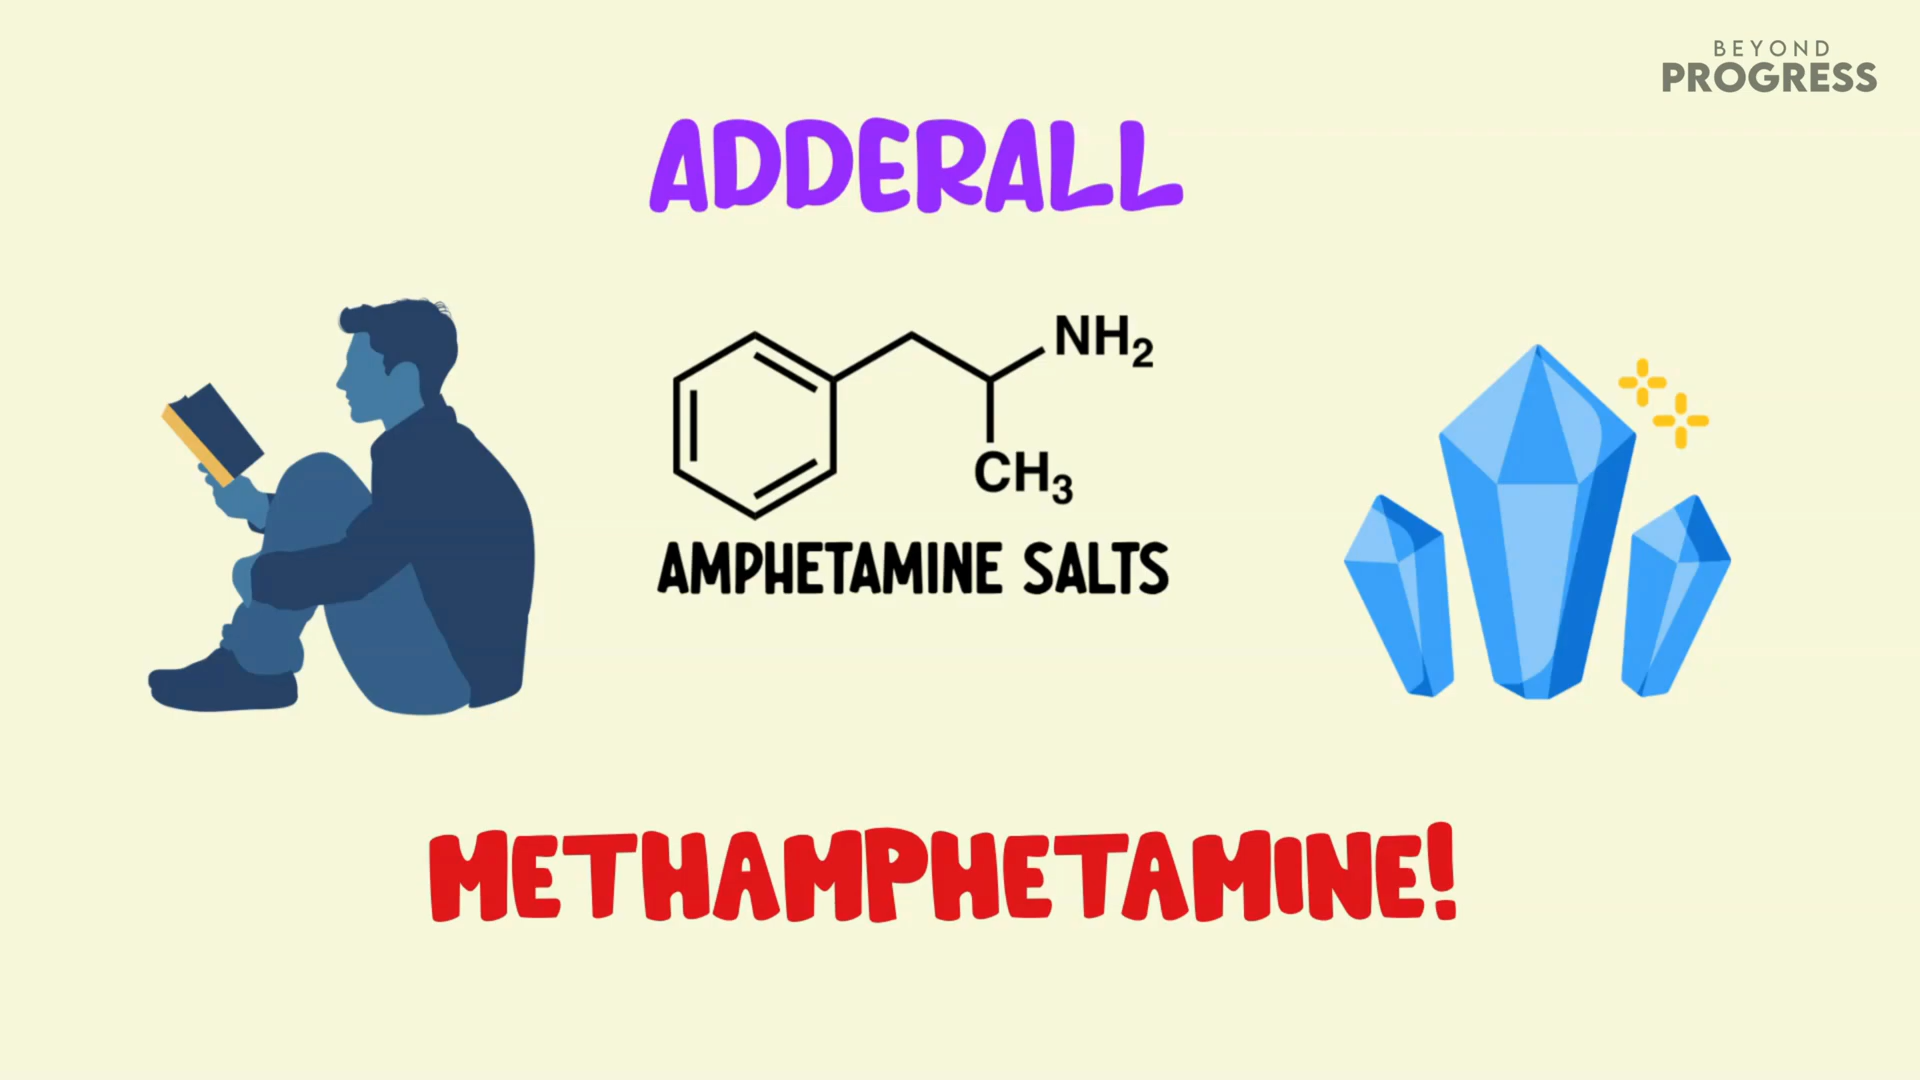 BEYOND
PROGRESS
ADDERALL
NH2
CH3
AMPHETAMINE SALTS
METHAMPHETAMINE!